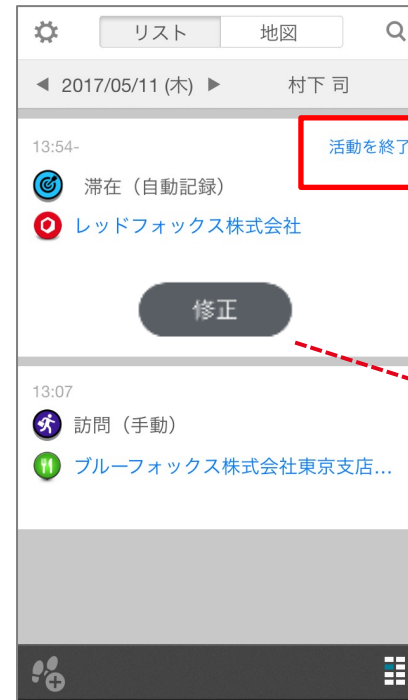 リスト 地図
◀ 2017/05/11 (木) ▶ 村下 司
13:54- 活動を終了
滞在（自動記録）
レッドフォックス株式会社
修正
13:07
訪問（手動）
ブルーフォックス株式会社東京支店...